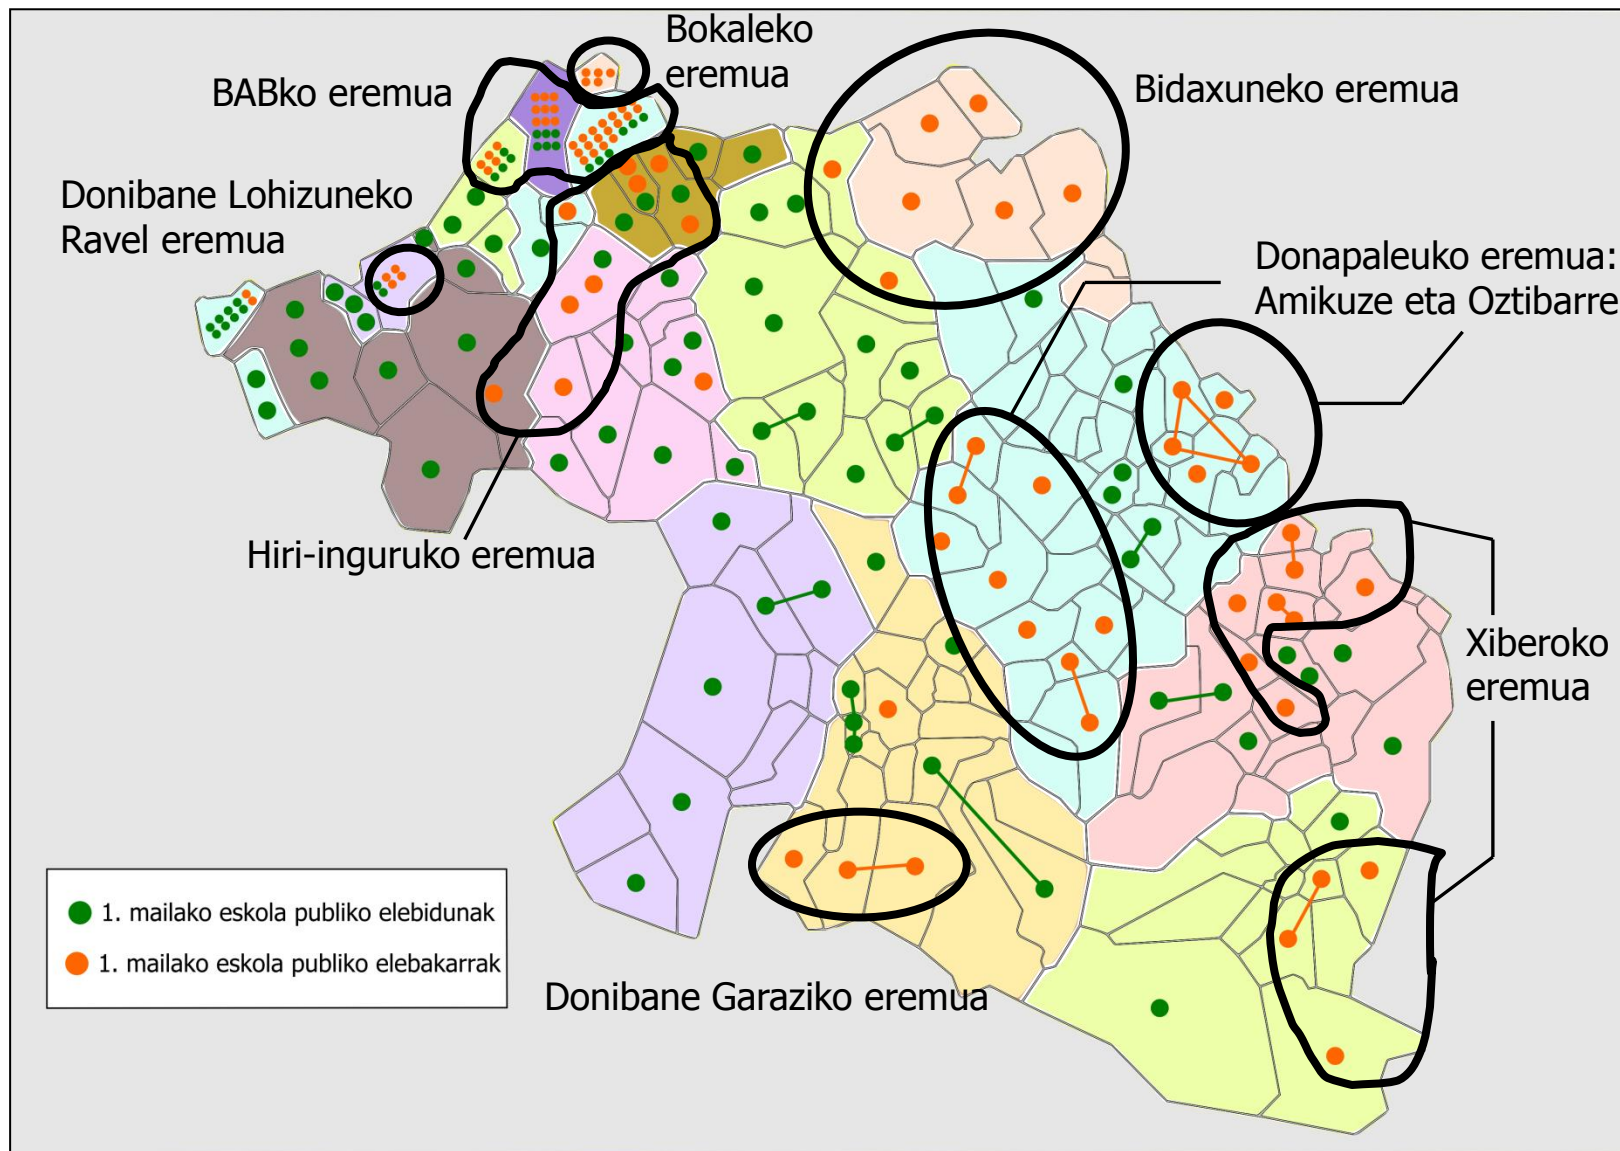 Bokaleko
eremua
BABko eremua
Bidaxuneko eremua
Donibane Lohizuneko
Ravel eremua
Donapaleuko eremua:
Amikuze eta Oztibarre
Hiri-inguruko eremua
Xiberoko
eremua
1. mailako eskola publiko elebidunak
1. mailako eskola publiko elebakarrak
Donibane Garaziko eremua